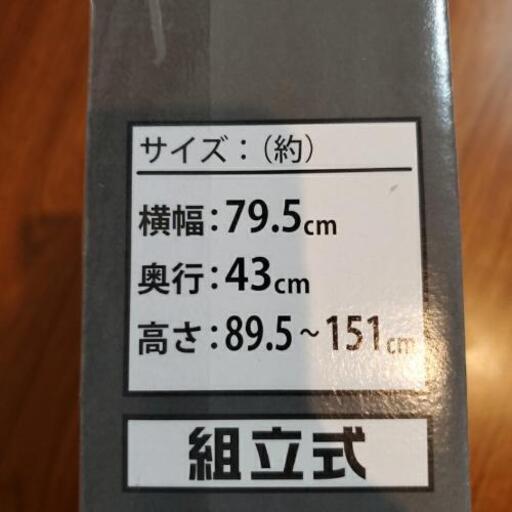 サイズ：（約）
横幅：79.5cm
奥行：43cm
高さ：89.5～151cm
組立式